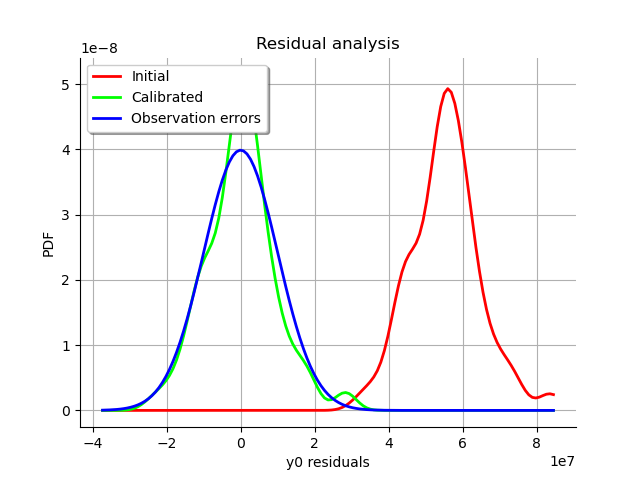 Residual analysis
1e−8
Initial
Calibrated
Observation errors
5
4
3
2
1
0
PDF
−4 −2 0 2 4 6 8
1e7
y0 residuals